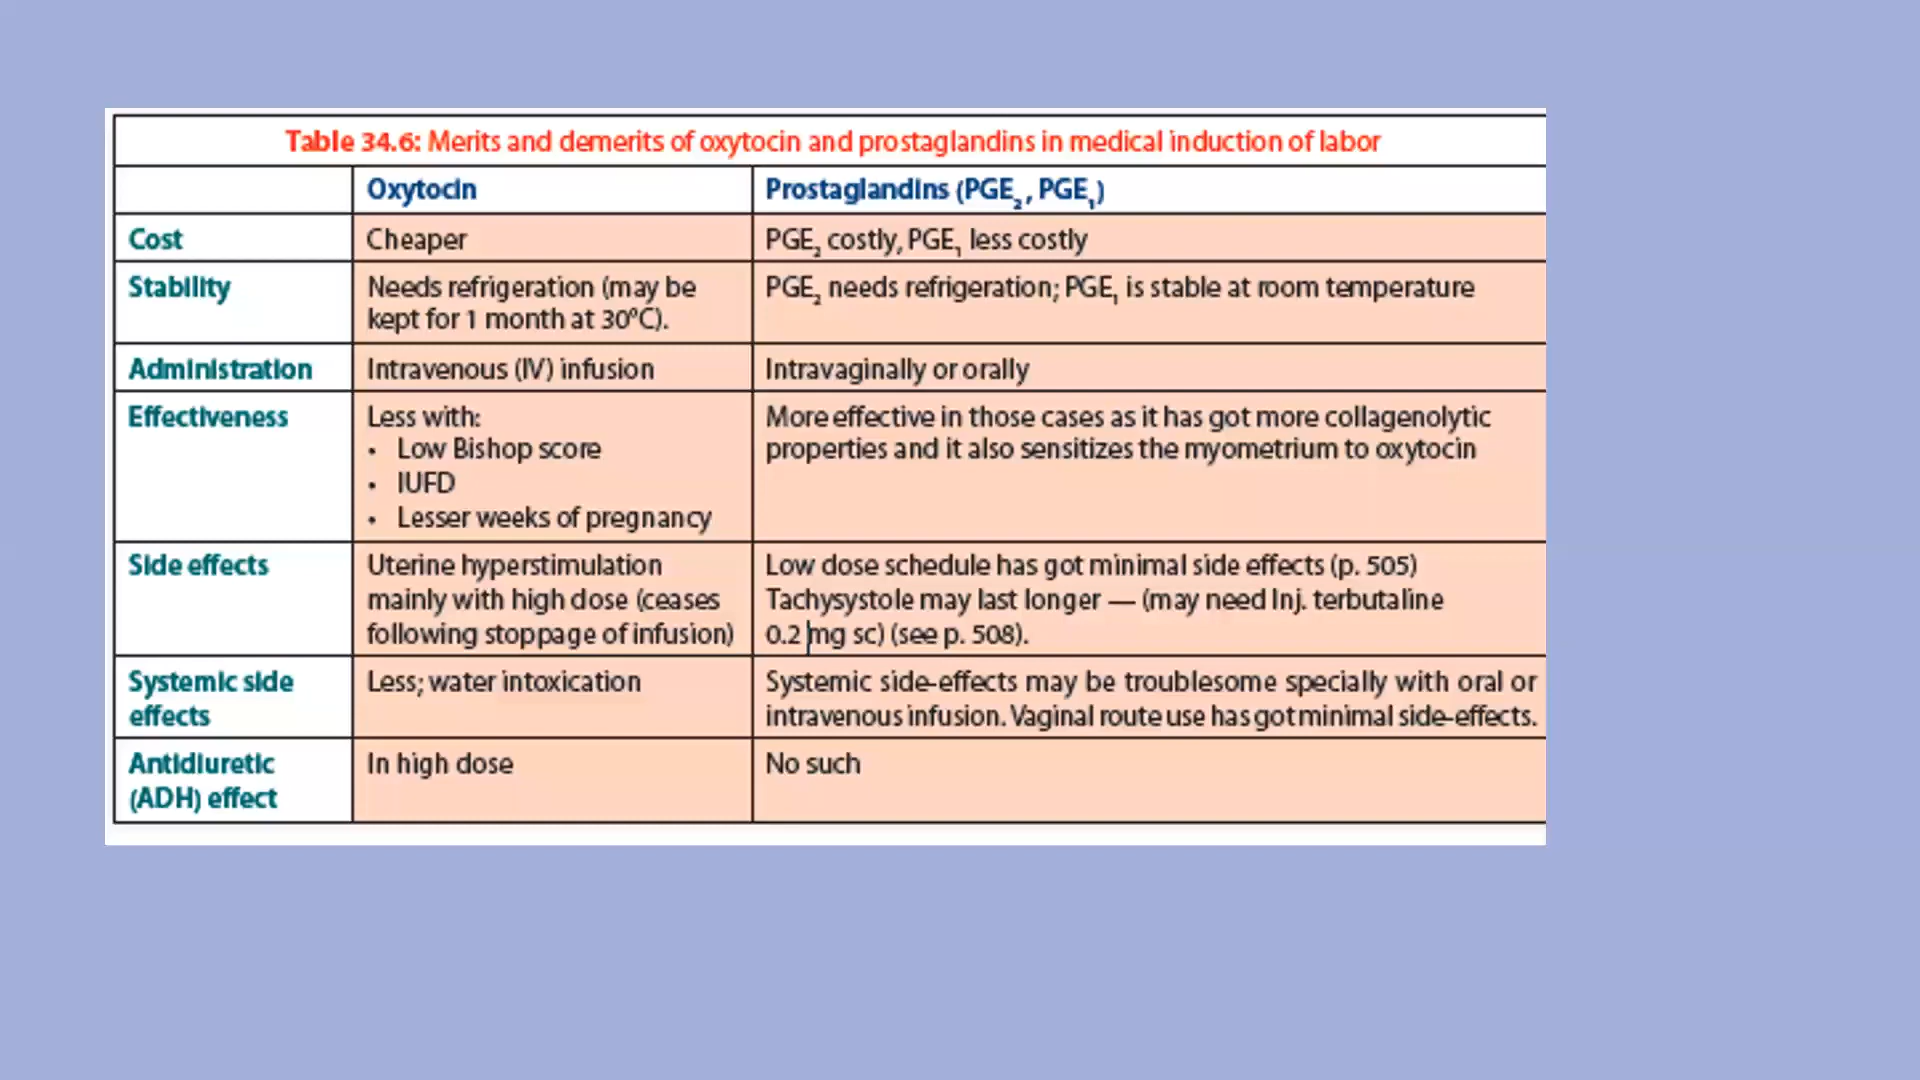 Table 34.6: Merits and demerits of oxytocin and prostaglandins in medical induction of labor
Oxytocin
Prostaglandins (PGE₂, PGE₁)
Cost
Cheaper
PGE₂ costly, PGE₁ less costly
Stability
Needs refrigeration (may be
kept for 1 month at 30°C).
PGE₂ needs refrigeration; PGE₁ is stable at room temperature
Administration
Intravenous (IV) infusion
Intravaginally or orally
Effectiveness
Less with:
• Low Bishop score
• IUFD
• Lesser weeks of pregnancy
More effective in those cases as it has got more collagenolytic
properties and it also sensitizes the myometrium to oxytocin
Side effects
Uterine hyperstimulation
mainly with high dose (ceases
following stoppage of infusion)
Low dose schedule has got minimal side effects (p. 505)
Tachysystole may last longer — (may need Inj. terbutaline
0.2 mg sc) (see p. 508).
Systemic side
effects
Less; water intoxication
Systemic side-effects may be troublesome specially with oral or
intravenous infusion. Vaginal route use has got minimal side-effects.
Antidiuretic
(ADH) effect
In high dose
No such